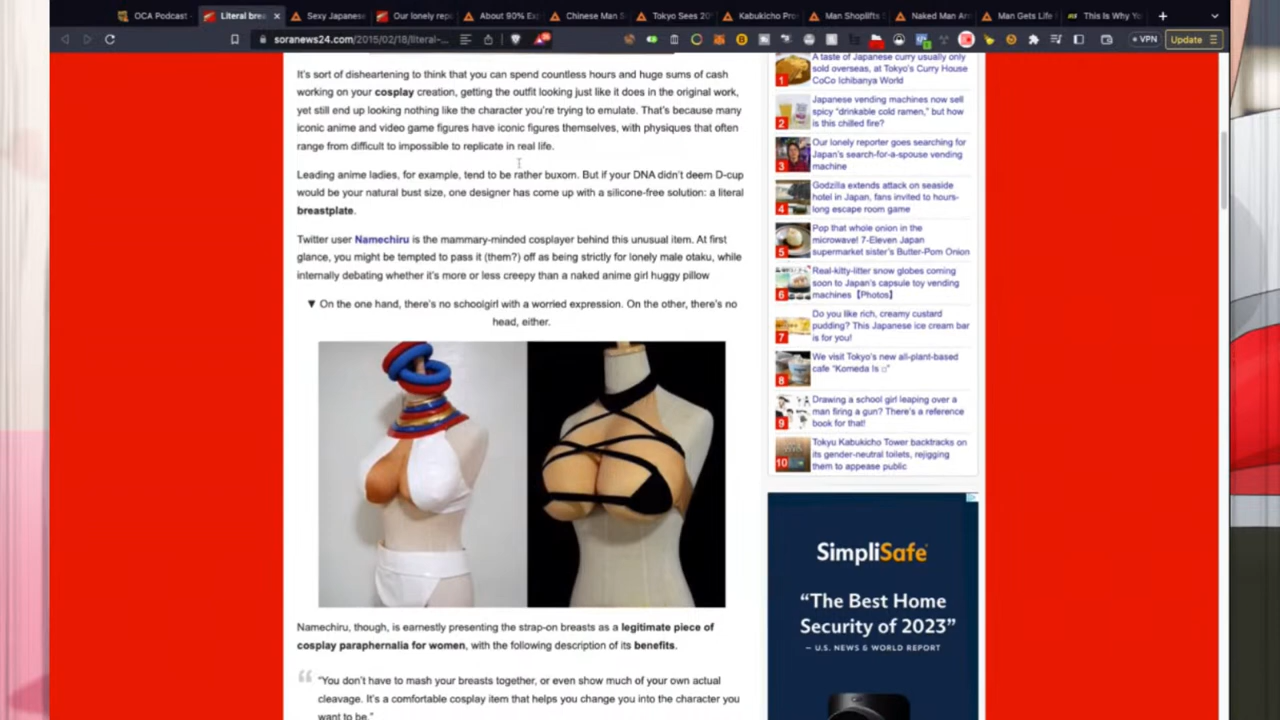 OCA Podcast
Literal brea
Sexy Japanese
Our lonely repo
About 90% Exp
Chinese Man S
Tokyo Sees 20
Kabukicho Pro
Man Shoplifts S
Naked Man Arr
Man Gets Life I
This Is Why Yo
soranews24.com/2015/02/18/literal-...
VPN
Update
It's sort of disheartening to think that you can spend countless hours and huge sums of cash
working on your cosplay creation, getting the outfit looking just like it does in the original work,
yet still end up looking nothing like the character you're trying to emulate. That's because many
iconic anime and video game figures have iconic figures themselves, with physiques that often
range from difficult to impossible to replicate in real life.
Leading anime ladies, for example, tend to be rather buxom. But if your DNA didn't deem D-cup
would be your natural bust size, one designer has come up with a silicone-free solution: a literal
breastplate.
Twitter user Namechiru is the mammary-minded cosplayer behind this unusual item. At first
glance, you might be tempted to pass it (them?) off as being strictly for lonely male otaku, while
internally debating whether it's more or less creepy than a naked anime girl huggy pillow
▼ On the one hand, there's no schoolgirl with a worried expression. On the other, there's no
head, either.
Namechiru, though, is earnestly presenting the strap-on breasts as a legitimate piece of
cosplay paraphernalia for women, with the following description of its benefits.
"You don't have to mash your breasts together, or even show much of your own actual
cleavage. It's a comfortable cosplay item that helps you change you into the character you
want to be."
A taste of Japanese curry usually only
sold overseas, at Tokyo's Curry House
CoCo Ichibanya World
1
Japanese vending machines now sell
spicy "drinkable cold ramen," but how
is this chilled fire?
2
Our lonely reporter goes searching for
Japan's search-for-a-spouse vending
machine
3
Godzilla extends attack on seaside
hotel in Japan, fans invited to hours-
long escape room game
4
Pop that whole onion in the
microwave! 7-Eleven Japan
supermarket sister's Butter-Pom Onion
5
Real-kitty-litter snow globes coming
soon to Japan's capsule toy vending
machines【Photos】
6
Do you like rich, creamy custard
pudding? This Japanese ice cream bar
is for you!
7
We visit Tokyo's new all-plant-based
cafe "Komeda Is □"
8
Drawing a school girl leaping over a
man firing a gun? There's a reference
book for that!
9
Tokyu Kabukicho Tower backtracks on
its gender-neutral toilets, rejigging
them to appease public
10
SimpliSafe
"The Best Home
Security of 2023"
– U.S. NEWS & WORLD REPORT